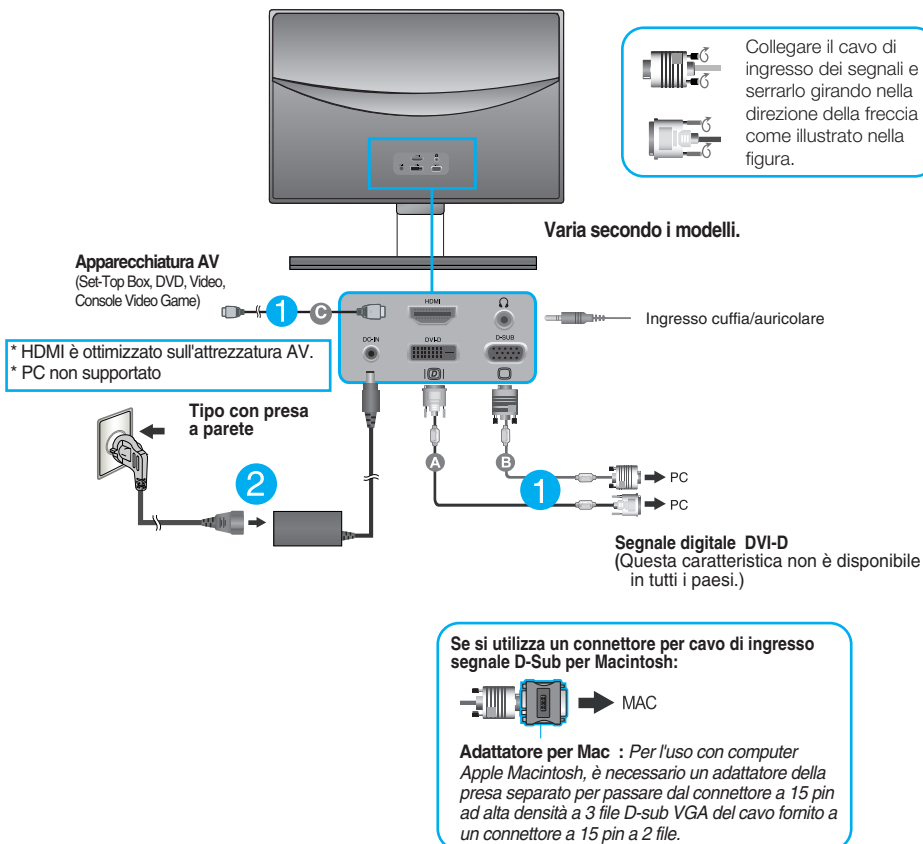 Collegare il cavo di
ingresso dei segnali e
serrarlo girando nella
direzione della freccia
come illustrato nella
figura.
Varia secondo i modelli.
Apparecchiatura AV
(Set-Top Box, DVD, Video,
Console Video Game)
1
C
HDMI
Ingresso cuffia/auricolare
DC-IN
DVI-D
D-SUB
* HDMI è ottimizzato sull'attrezzatura AV.
* PC non supportato
Tipo con presa
a parete
2
A
B
1
PC
PC
Segnale digitale DVI-D
(Questa caratteristica non è disponibile
in tutti i paesi.)
Se si utilizza un connettore per cavo di ingresso
segnale D-Sub per Macintosh:
MAC
Adattatore per Mac : Per l'uso con computer
Apple Macintosh, è necessario un adattatore della
presa separato per passare dal connettore a 15 pin
ad alta densità a 3 file D-sub VGA del cavo fornito a
un connettore a 15 pin a 2 file.